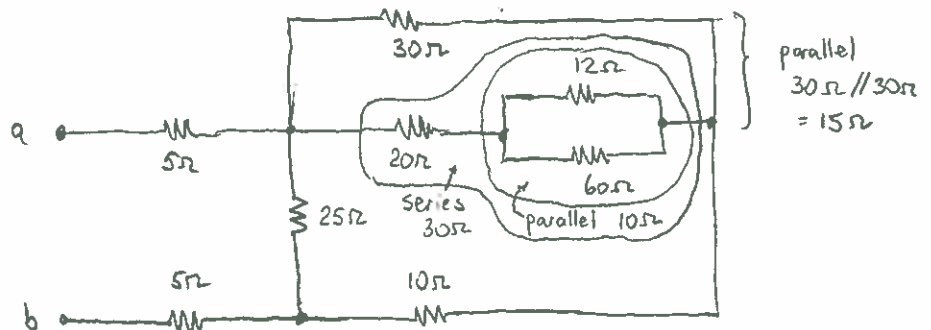 30Ω
parallel
30Ω//30Ω
= 15Ω
12Ω
a
5Ω
20Ω
60Ω
series
30Ω
parallel 10Ω
25Ω
5Ω
10Ω
b